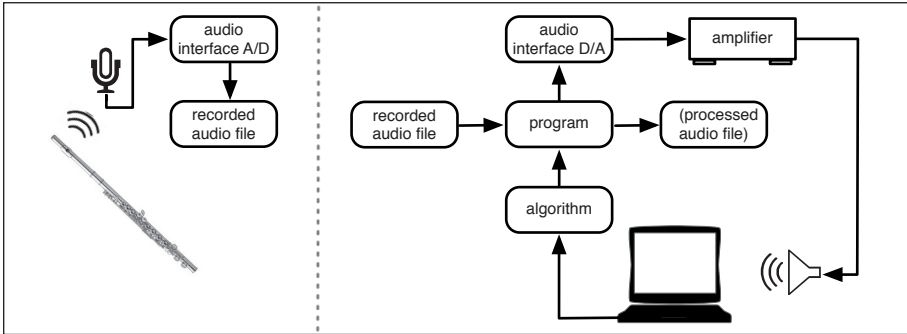 audio
interface A/D
recorded
audio file
audio
interface D/A
amplifier
recorded
audio file
program
(processed
audio file)
algorithm